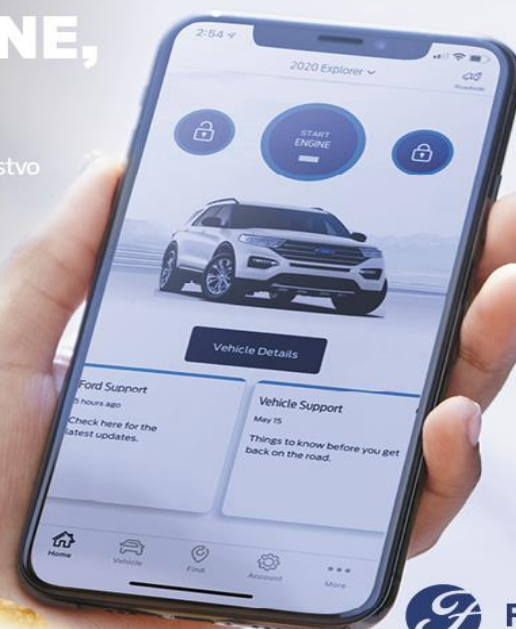 NE,
stvo
2:54
2020 Explorer
Roadside
START
ENGINE
Vehicle Details
Ford Support
5 hours ago
Check here for the
latest updates.
Vehicle Support
May 15
Things to know before you get
back on the road.
Home
Vehicle
Find
Account
More
F